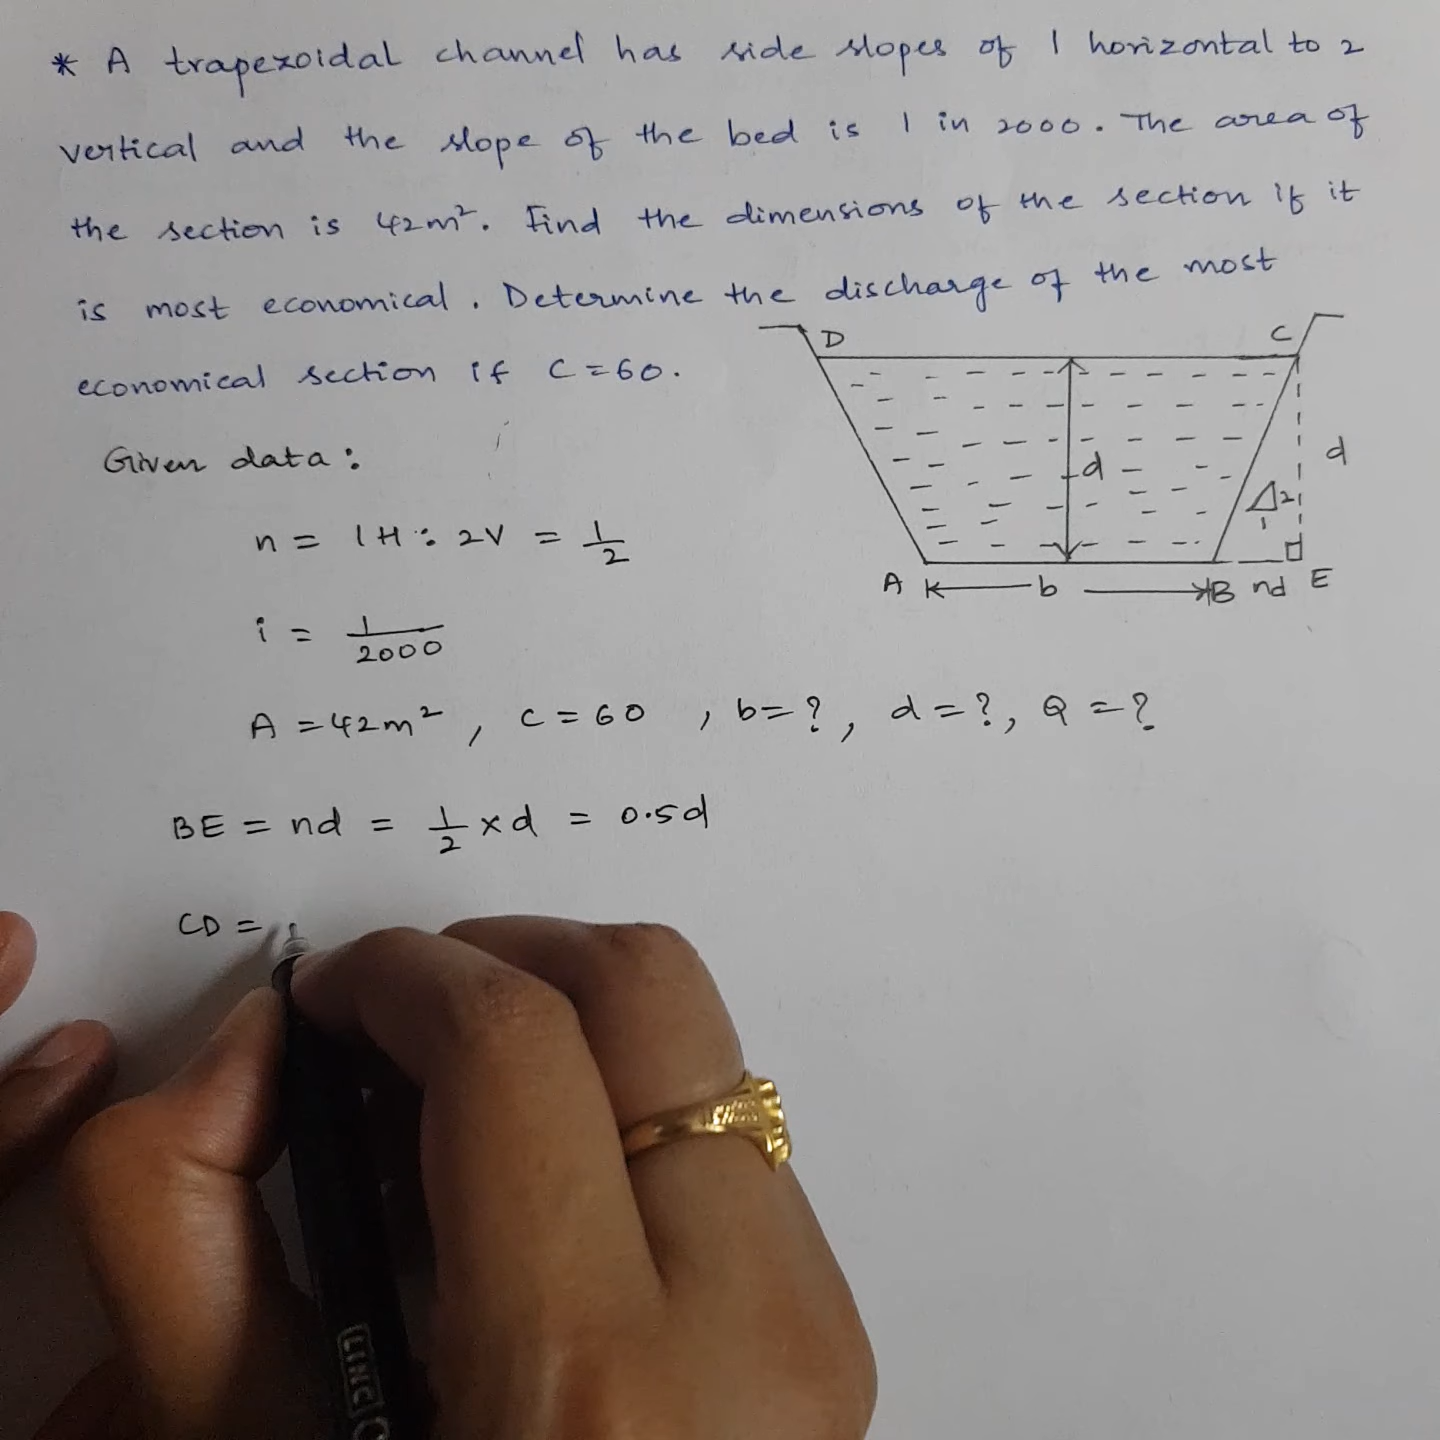 * A trapezoidal channel has side slopes of 1 horizontal to 2
vertical and the slope of the bed is 1 in 2000. The area of
the section is 42m². Find the dimensions of the section if it
is most economical. Determine the discharge of the most
economical section if C=60.
D C
d d
2
1
A b B nd E
Given data:
n = 1H : 2V = 1/2
i = 1/2000
A = 42m², C = 60, b=?, d=?, Q=?
BE = nd = 1/2 × d = 0.5d
CD =
LINC